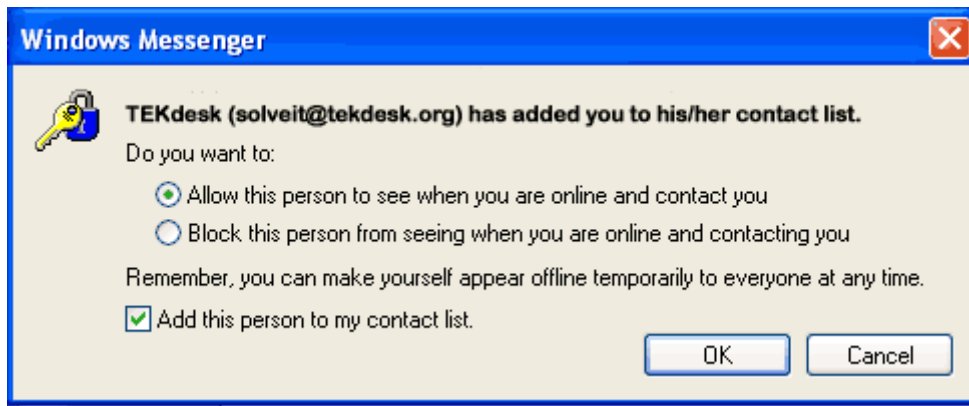 Windows Messenger
TEKdesk (solveit@tekdesk.org) has added you to his/her contact list.
Do you want to:
Allow this person to see when you are online and contact you
Block this person from seeing when you are online and contacting you
Remember, you can make yourself appear offline temporarily to everyone at any time.
Add this person to my contact list.
OK Cancel